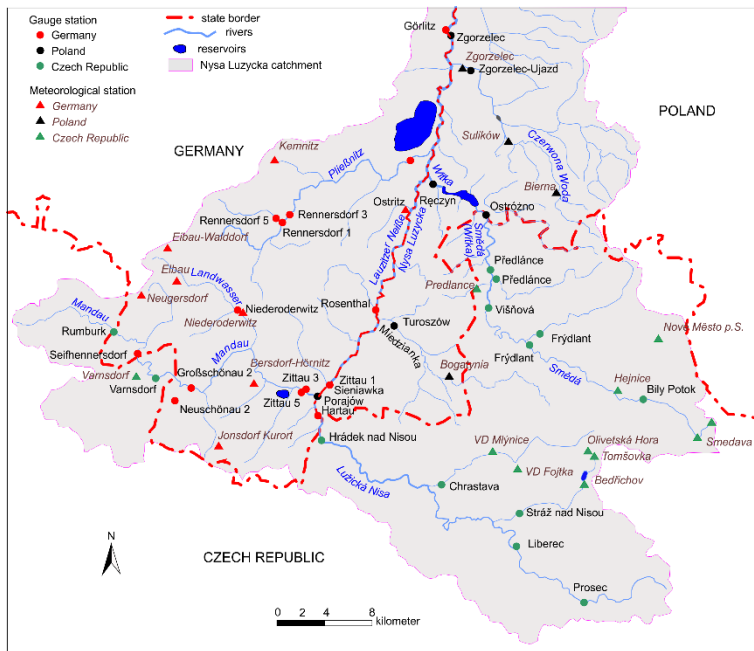 Gauge station
Germany
Poland
Czech Republic
Meteorological station
Germany
Poland
Czech Republic
state border
rivers
reservoirs
Nysa Luzycka catchment
Görlitz
Zgorzelec
Zgorzelec
Zgorzelec-Ujazd
POLAND
GERMANY
Sulików
Czerwona Woda
Kemnitz
Pließnitz
Witka
Bierna
Ręczyn
Ostritz
Ostróżno
Rennersdorf 5
Rennersdorf 3
Rennersdorf 1
Lauzitzer Neiße
Nysa Luzycka
Smědá
(Witka)
Eibau-Walddorf
Předlánce
Předlánce
Eibau
Landwasser
Predlance
Neugersdorf
Niederoderwitz
Niederoderwitz
Rosenthal
Višňová
Mandau
Turoszów
Miedzianka
Rumburk
Frýdlant
Nové Město p.S.
Seifhennersdorf
Mandau
Frýdlant
Bersdorf-Hörnitz
Bogatynia
Smědá
Varnsdorf
Varnsdorf
Großschönau 2
Zittau 3
Zittau 1
Sieniawka
Hejnice
Bily Potok
Neuschönau 2
Zittau 5
Porajów
Hartau
Jonsdorf Kurort
Hrádek nad Nisou
VD Mlýnice
Olivetská Hora
Smedava
Tomšovka
VD Fojtka
Lužická Nisa
Chrastava
Bedřichov
Stráž nad Nisou
N
CZECH REPUBLIC
Liberec
Prosec
0 4 8
kilometer